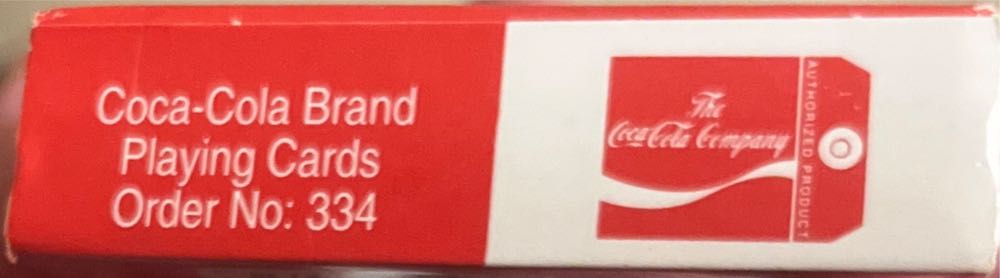 Coca-Cola Brand
Playing Cards
Order No: 334
The
Coca-Cola Company
AUTHORIZED PRODUCT